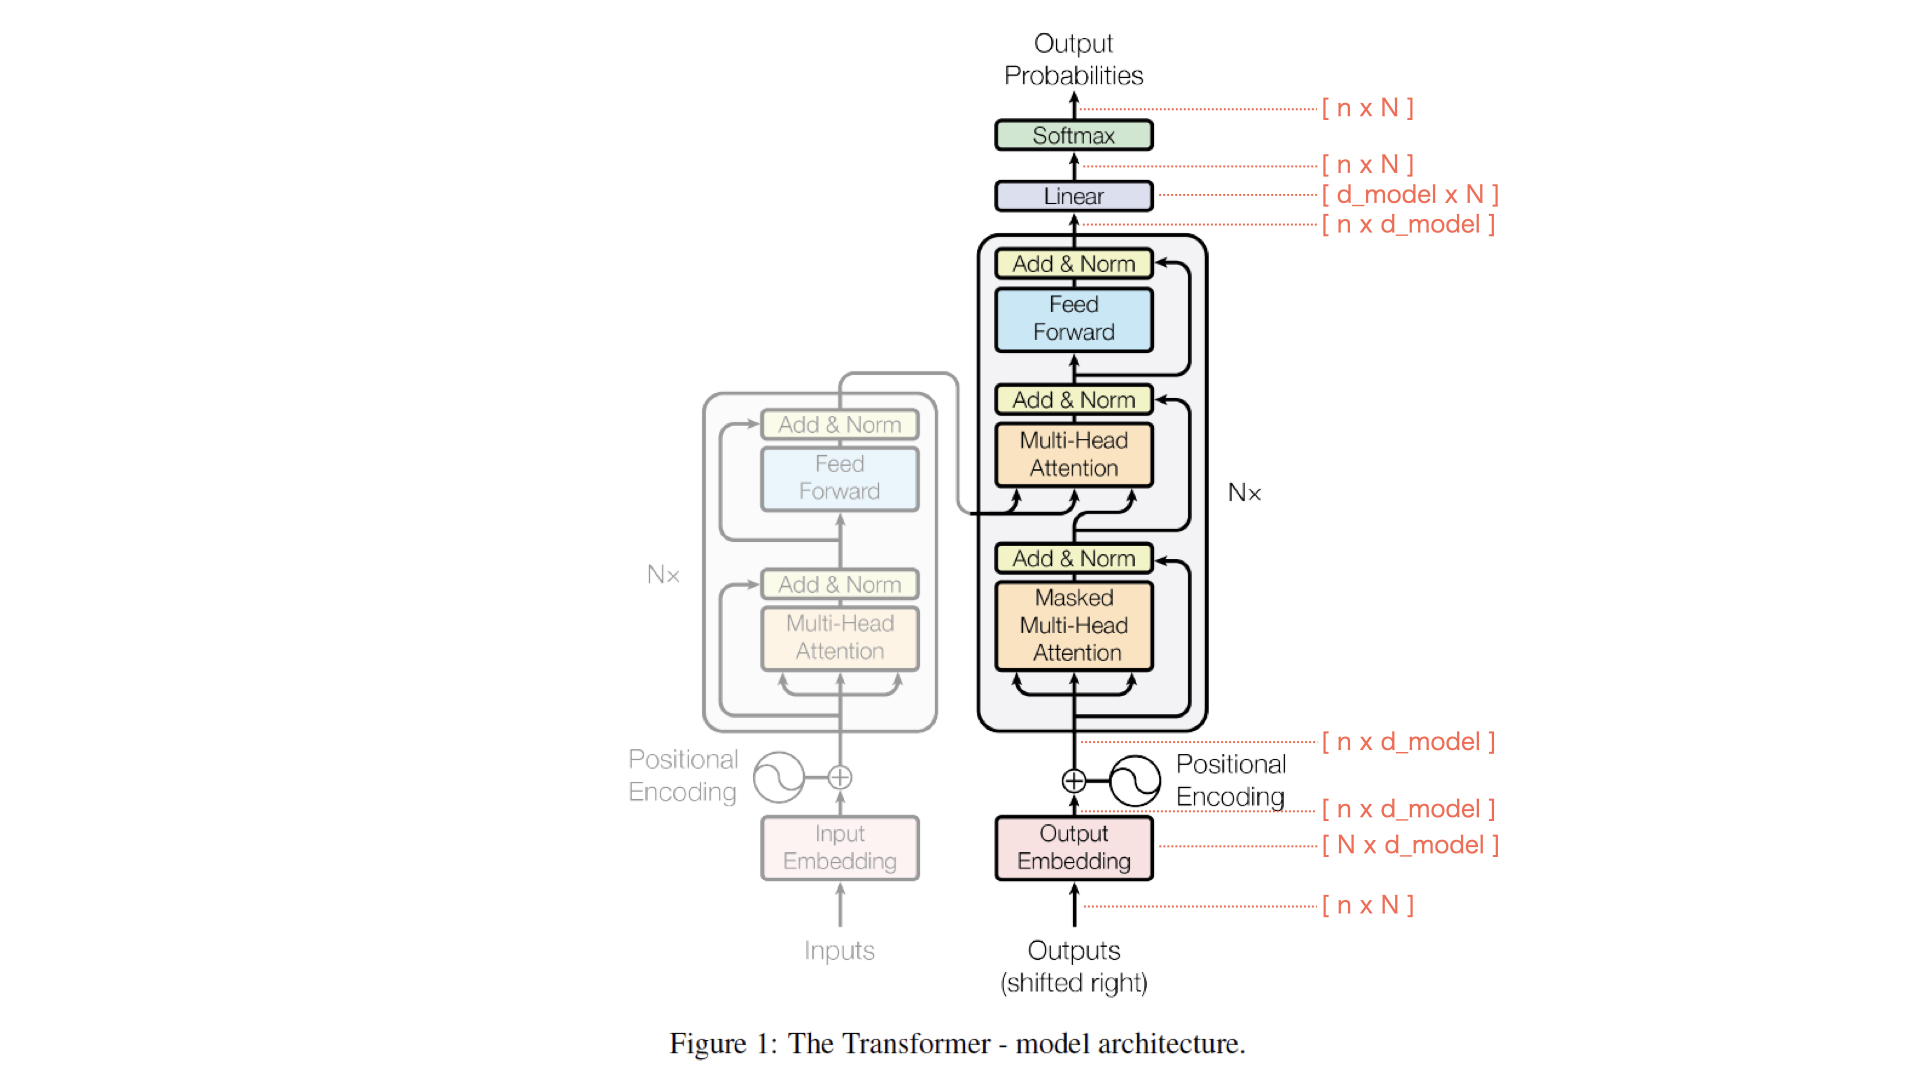 Output
Probabilities
[ n x N ]
Softmax
[ n x N ]
Linear
[ d_model x N ]
[ n x d_model ]
Add & Norm
Feed
Forward
Add & Norm
Multi-Head
Attention
Nx
Add & Norm
Masked
Multi-Head
Attention
Add & Norm
Feed
Forward
Nx
Add & Norm
Multi-Head
Attention
[ n x d_model ]
Positional
Encoding
Positional
Encoding
[ n x d_model ]
Input
Embedding
Output
Embedding
[ N x d_model ]
[ n x N ]
Inputs
Outputs
(shifted right)
Figure 1: The Transformer - model architecture.